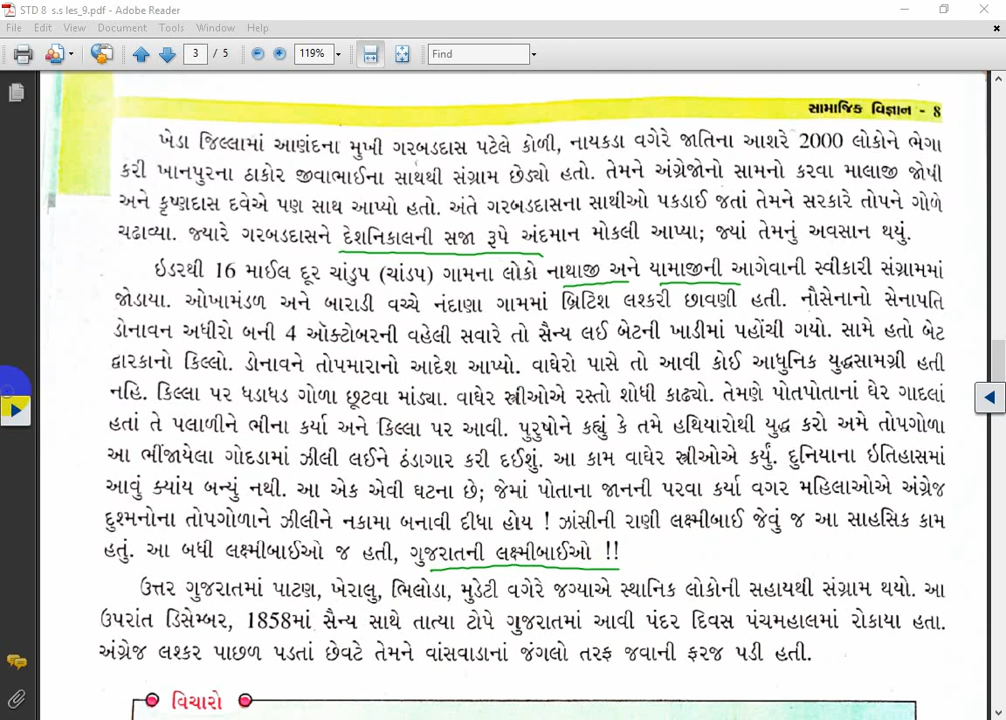 STD 8 s.s les_9.pdf - Adobe Reader
File Edit View Document Tools Window Help
3 / 5 119% Find
સામાજિક વિજ્ઞાન - 8
ખેડા જિલ્લામાં આણંદના મુખી ગરબડદાસ પટેલે કોળી, નાયકડા વગેરે જાતિના આશરે 2000 લોકોને ભેગા
કરી ખાનપુરના ઠાકોર જીવાભાઈના સાથથી સંગ્રામ છેડ્યો હતો. તેમને અંગ્રેજોનો સામનો કરવા માલાજી જોષી
અને કૃષ્ણદાસ દવેએ પણ સાથ આપ્યો હતો. અંતે ગરબડદાસના સાથીઓ પકડાઈ જતાં તેમને સરકારે તોપને ગોળે
ચઢાવ્યા. જ્યારે ગરબડદાસને દેશનિકાલની સજા રૂપે અંદમાન મોકલી આપ્યા; જ્યાં તેમનું અવસાન થયું.
ઇડરથી 16 માઈલ દૂર ચાંડુપ (ચાંડપ) ગામના લોકો નાથાજી અને યામાજીની આગેવાની સ્વીકારી સંગ્રામમાં
જોડાયા. ઓખામંડળ અને બારાડી વચ્ચે નંદાણા ગામમાં બ્રિટિશ લશ્કરી છાવણી હતી. નૌસેનાનો સેનાપતિ
ડોનાવન અધીરો બની 4 ઑક્ટોબરની વહેલી સવારે તો સૈન્ય લઈ બેટની ખાડીમાં પહોંચી ગયો. સામે હતો બેટ
દ્વારકાનો કિલ્લો. ડોનાવને તોપમારાનો આદેશ આપ્યો. વાઘેરો પાસે તો આવી કોઈ આધુનિક યુદ્ધસામગ્રી હતી
નહિ. કિલ્લા પર ધડાધડ ગોળા છૂટવા માંડ્યા. વાઘેર સ્ત્રીઓએ રસ્તો શોધી કાઢ્યો. તેમણે પોતપોતાનાં ઘેર ગાદલાં
હતાં તે પલાળીને ભીના કર્યા અને કિલ્લા પર આવી. પુરુષોને કહ્યું કે તમે હથિયારોથી યુદ્ધ કરો અમે તોપગોળા
આ ભીંજાયેલા ગોદડામાં ઝીલી લઈને ઠંડાગાર કરી દઈશું. આ કામ વાઘેર સ્ત્રીઓએ કર્યું. દુનિયાના ઇતિહાસમાં
આવું ક્યાંય બન્યું નથી. આ એક એવી ઘટના છે; જેમાં પોતાના જાનની પરવા કર્યા વગર મહિલાઓએ અંગ્રેજ
દુશ્મનોના તોપગોળાને ઝીલીને નકામા બનાવી દીધા હોય ! ઝાંસીની રાણી લક્ષ્મીબાઈ જેવું જ આ સાહસિક કામ
હતું. આ બધી લક્ષ્મીબાઈઓ જ હતી, ગુજરાતની લક્ષ્મીબાઈઓ !!
ઉત્તર ગુજરાતમાં પાટણ, ખેરાલુ, ભિલોડા, મુડેટી વગેરે જગ્યાએ સ્થાનિક લોકોની સહાયથી સંગ્રામ થયો. આ
ઉપરાંત ડિસેમ્બર, 1858માં સૈન્ય સાથે તાત્યા ટોપે ગુજરાતમાં આવી પંદર દિવસ પંચમહાલમાં રોકાયા હતા.
અંગ્રેજ લશ્કર પાછળ પડતાં છેવટે તેમને વાંસવાડાનાં જંગલો તરફ જવાની ફરજ પડી હતી.
વિચારો